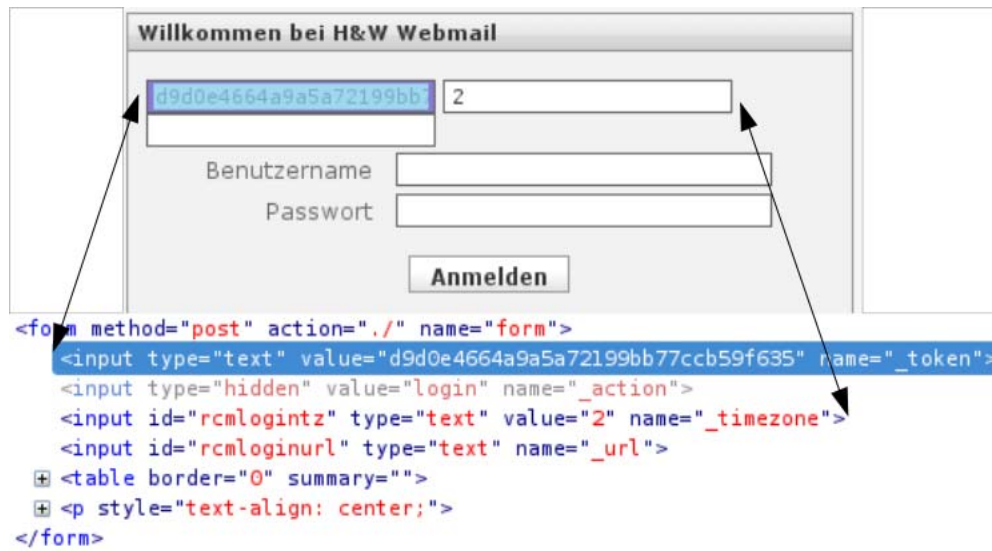 Willkommen bei H&W Webmail
d9d0e4664a9a5a72199bb7
2
Benutzername
Passwort
Anmelden
<form method="post" action="./" name="form">
<input type="text" value="d9d0e4664a9a5a72199bb77ccb59f635" name="_token">
<input type="hidden" value="login" name="_action">
<input id="rcmlogintz" type="text" value="2" name="_timezone">
<input id="rcmloginurl" type="text" name="_url">
<table border="0" summary="">
<p style="text-align: center;">
</form>